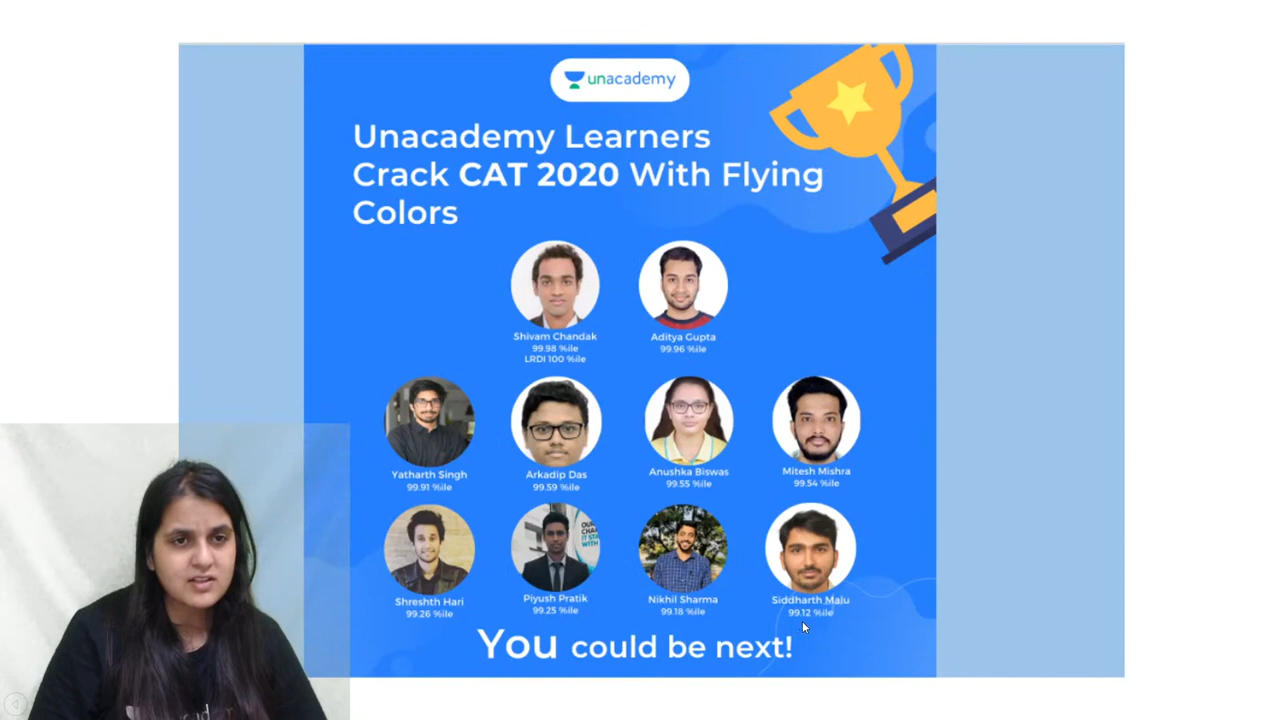 unacademy
Unacademy Learners
Crack CAT 2020 With Flying
Colors
Shivam Chandak
99.98 %ile
LRDI 100 %ile
Aditya Gupta
99.96 %ile
Yatharth Singh
99.91 %ile
Arkadip Das
99.59 %ile
Anushka Biswas
99.55 %ile
Mitesh Mishra
99.54 %ile
Shreshth Hari
99.26 %ile
Piyush Pratik
99.25 %ile
Nikhil Sharma
99.18 %ile
Siddharth Malu
99.12 %ile
You could be next!